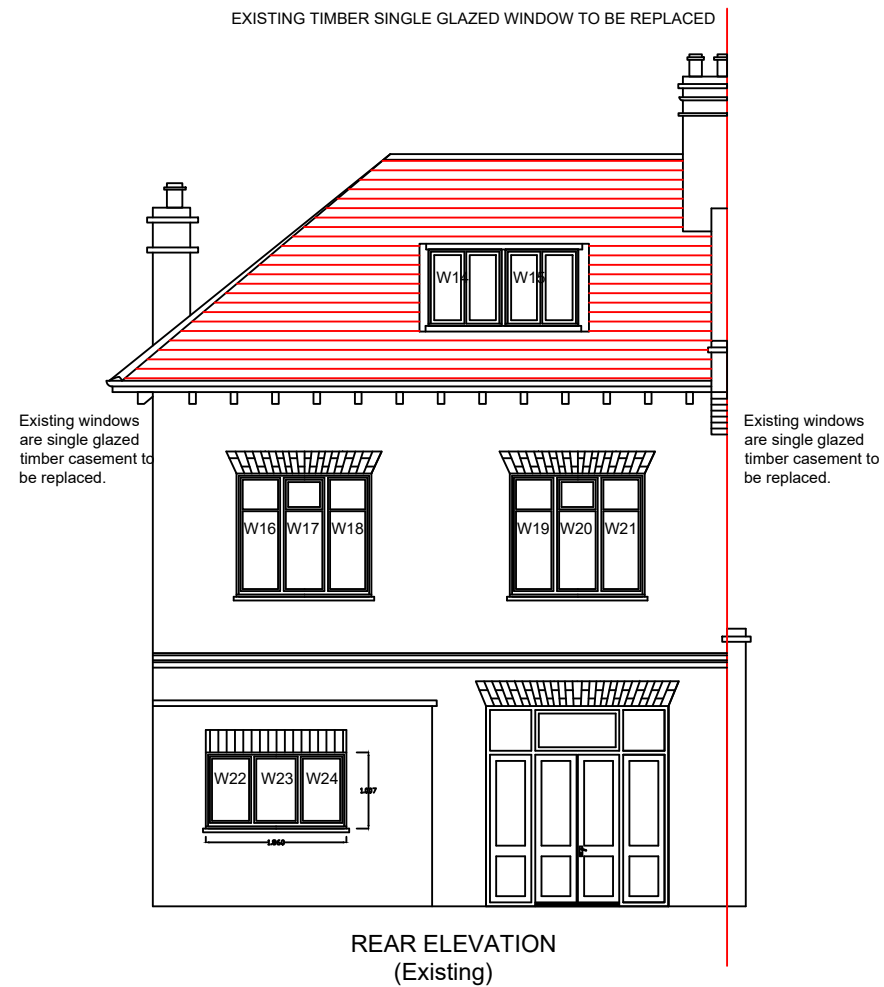 EXISTING TIMBER SINGLE GLAZED WINDOW TO BE REPLACED
W14
W15
Existing windows
are single glazed
timber casement to
be replaced.
Existing windows
are single glazed
timber casement to
be replaced.
W16
W17
W18
W19
W20
W21
W22
W23
W24
REAR ELEVATION
(Existing)